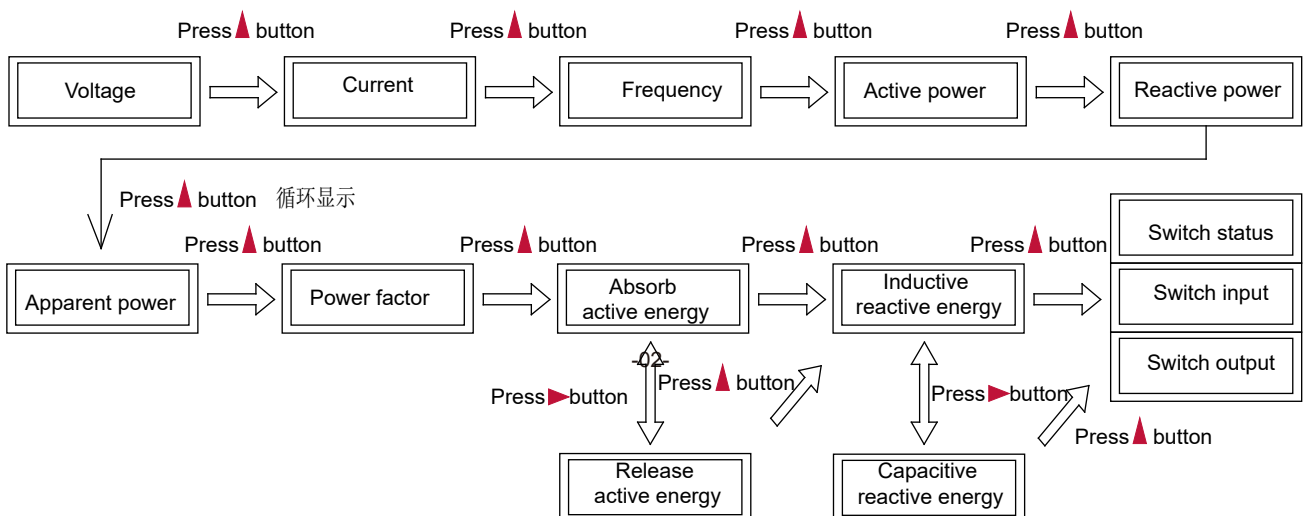 Press button Press button Press button Press button
Voltage Current Frequency Active power Reactive power
Press button 循环显示
Press button Press button Press button Press button
Switch status
Apparent power Power factor Absorb active energy Inductive reactive energy Switch input
Switch output
-02-
Press button Press button Press button
Press button
Release active energy Capacitive reactive energy